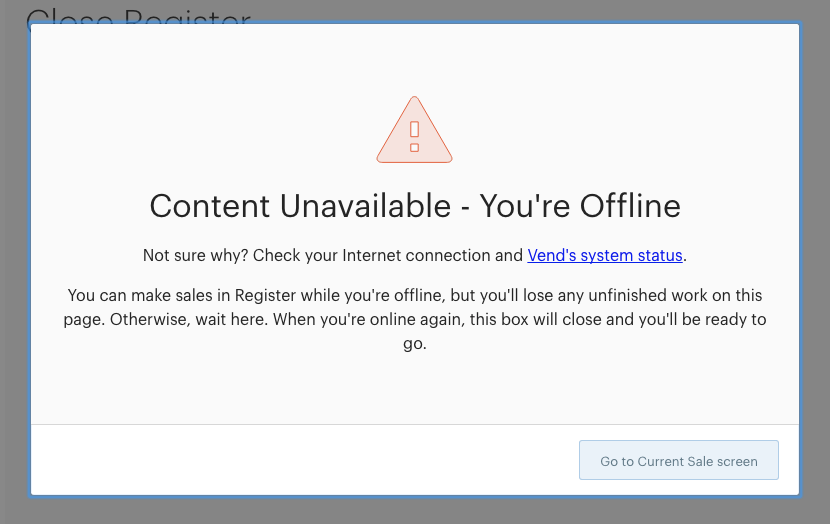 Close Register
Content Unavailable - You're Offline
Not sure why? Check your Internet connection and Vend's system status.
You can make sales in Register while you're offline, but you'll lose any unfinished work on this
page. Otherwise, wait here. When you're online again, this box will close and you'll be ready to
go.
Go to Current Sale screen